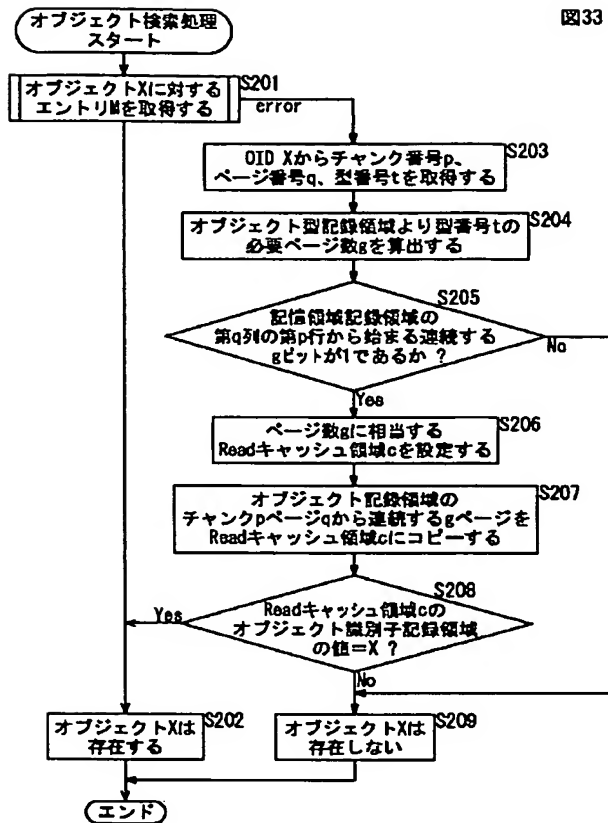 図33
オブジェクト検索処理
スタート
S201
オブジェクトXに対する
エントリMを取得する
error
S203
OID Xからチャンク番号p、
ページ番号q、型番号tを取得する
S204
オブジェクト型記録領域より型番号tの
必要ページ数gを算出する
S205
記信領域記録領域の
第q列の第p行から始まる連続する
gビットが1であるか ?
No
Yes
S206
ページ数gに相当する
Readキャッシュ領域cを設定する
S207
オブジェクト記録領域の
チャンクpページqから連続するgページを
Readキャッシュ領域cにコピーする
S208
Readキャッシュ領域cの
オブジェクト識別子記録領域
の値=X ?
Yes
No
S202
オブジェクトXは
存在する
S209
オブジェクトXは
存在しない
エンド